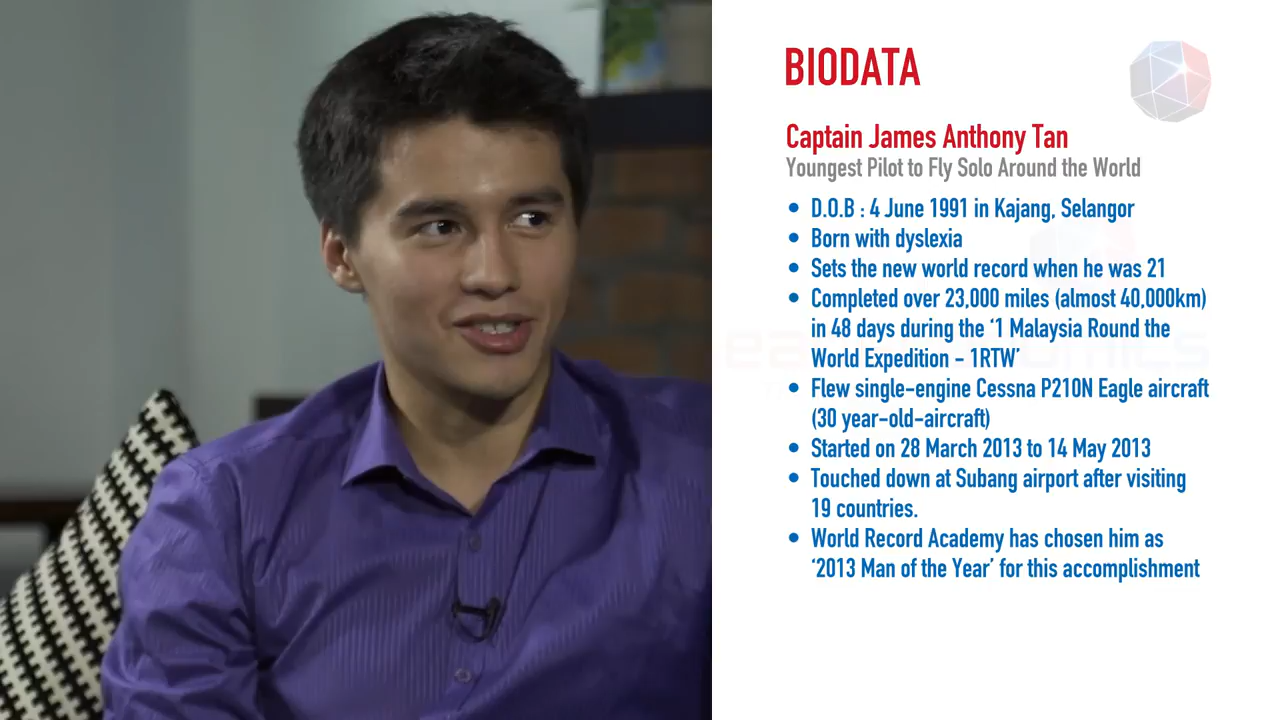 BIODATA
Captain James Anthony Tan
Youngest Pilot to Fly Solo Around the World
• D.O.B : 4 June 1991 in Kajang, Selangor
• Born with dyslexia
• Sets the new world record when he was 21
• Completed over 23,000 miles (almost 40,000km)
in 48 days during the ‘1 Malaysia Round the
World Expedition - 1RTW’
• Flew single-engine Cessna P210N Eagle aircraft
(30 year-old-aircraft)
• Started on 28 March 2013 to 14 May 2013
• Touched down at Subang airport after visiting
19 countries.
• World Record Academy has chosen him as
‘2013 Man of the Year’ for this accomplishment